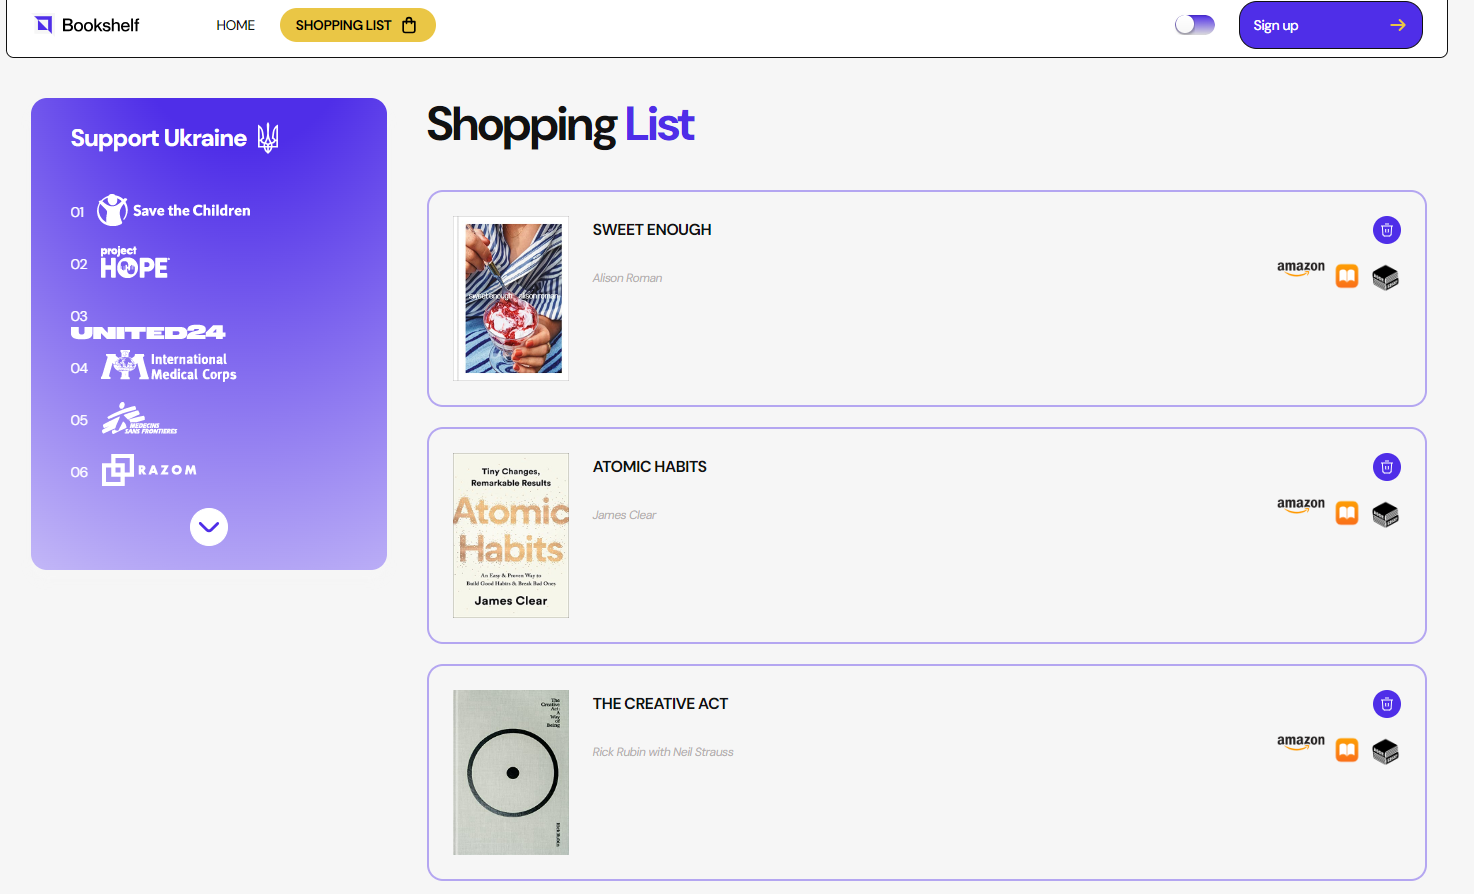 Bookshelf
HOME
SHOPPING LIST
Sign up
Support Ukraine
01 Save the Children
02 project HOPE
03
UNITED24
04 International
Medical Corps
05 MEDECINS
SANS FRONTIERES
06 RAZOM
Shopping List
sweet enough alison roman
SWEET ENOUGH
Alison Roman
amazon
Tiny Changes,
Remarkable Results
Atomic
Habits
An Easy & Proven Way to
Build Good Habits & Break Bad Ones
James Clear
ATOMIC HABITS
James Clear
amazon
The
Creative
Act:
A
Way
of
Being
Rick Rubin
THE CREATIVE ACT
Rick Rubin with Neil Strauss
amazon